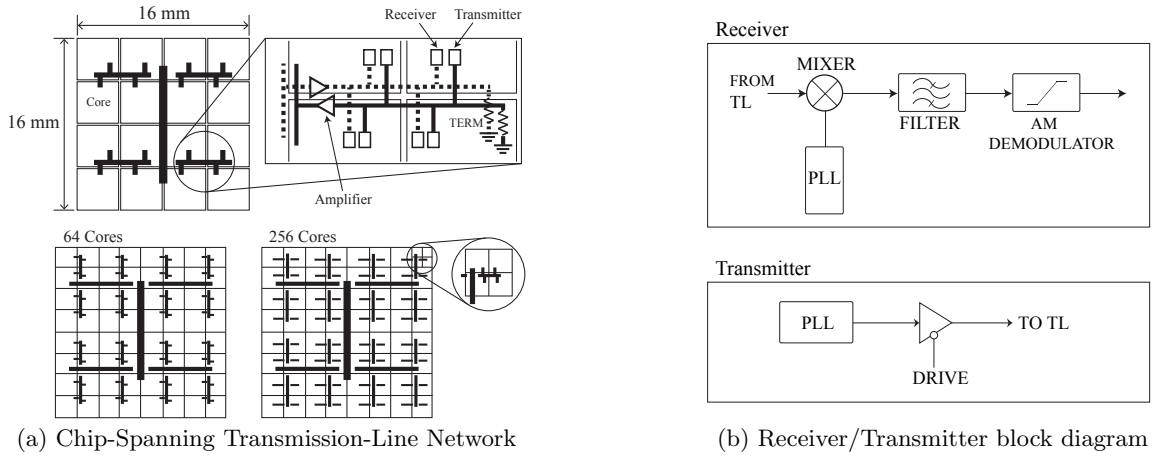 16 mm
16 mm
Core
Receiver
Transmitter
TERM
Amplifier
64 Cores
256 Cores
(a) Chip-Spanning Transmission-Line Network
Receiver
FROM
TL
MIXER
PLL
FILTER
AM
DEMODULATOR
Transmitter
PLL
TO TL
DRIVE
(b) Receiver/Transmitter block diagram